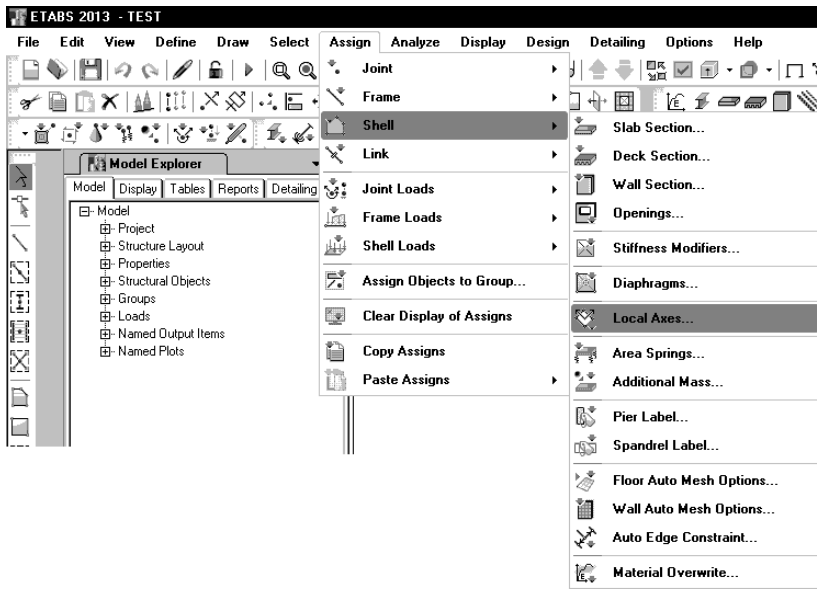 ETABS 2013 - TEST
File Edit View Define Draw Select Assign Analyze Display Design Detailing Options Help
Joint
Frame
Shell
Link
Joint Loads
Frame Loads
Shell Loads
Assign Objects to Group...
Clear Display of Assigns
Copy Assigns
Paste Assigns
Slab Section...
Deck Section...
Wall Section...
Openings...
Stiffness Modifiers...
Diaphragms...
Local Axes...
Area Springs...
Additional Mass...
Pier Label...
Spandrel Label...
Floor Auto Mesh Options...
Wall Auto Mesh Options...
Auto Edge Constraint...
Material Overwrite...
Model Explorer
Model Display Tables Reports Detailing
Model
Project
Structure Layout
Properties
Structural Objects
Groups
Loads
Named Output Items
Named Plots